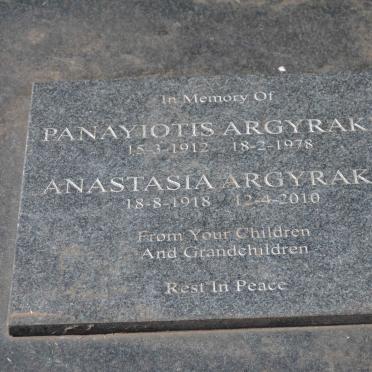 In Memory Of
PANAYIOTIS ARGYRAK
15-3-1912 18-2-1978
ANASTASIA ARGYRAK
18-8-1918 12-4-2010
From Your Children
And Grandchildren
Rest In Peace